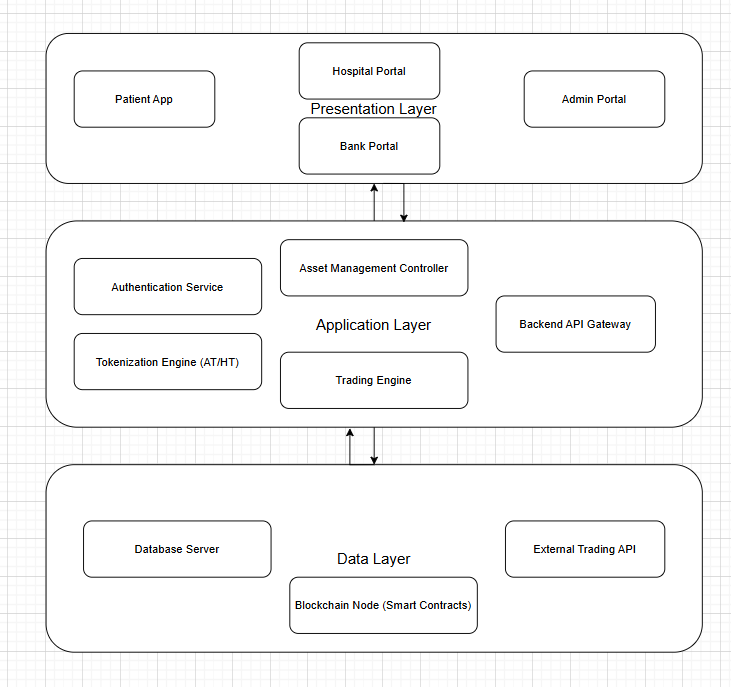 Hospital Portal
Patient App
Admin Portal
Presentation Layer
Bank Portal
Asset Management Controller
Authentication Service
Application Layer
Backend API Gateway
Tokenization Engine (AT/HT)
Trading Engine
Database Server
External Trading API
Data Layer
Blockchain Node (Smart Contracts)